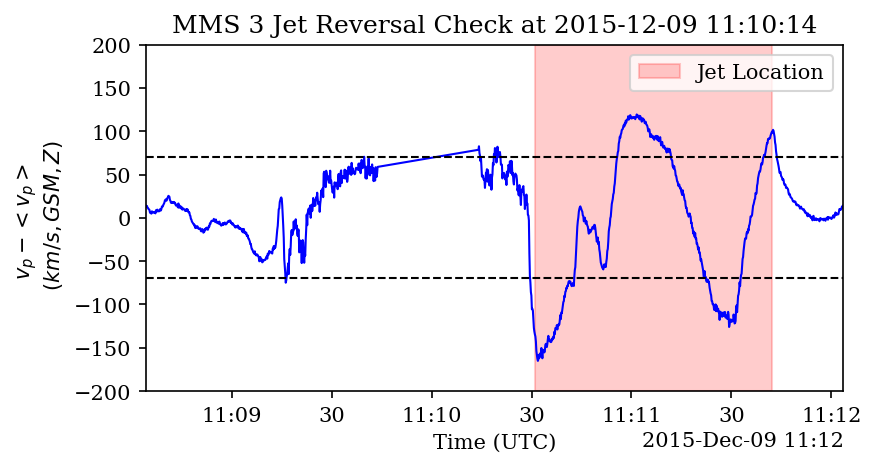 MMS 3 Jet Reversal Check at 2015-12-09 11:10:14
200
150
100
50
0
−50
−100
−150
−200
v_p − < v_p >
(km/s, GSM, Z)
Jet Location
11:09
30
11:10
30
11:11
30
11:12
Time (UTC)
2015-Dec-09 11:12